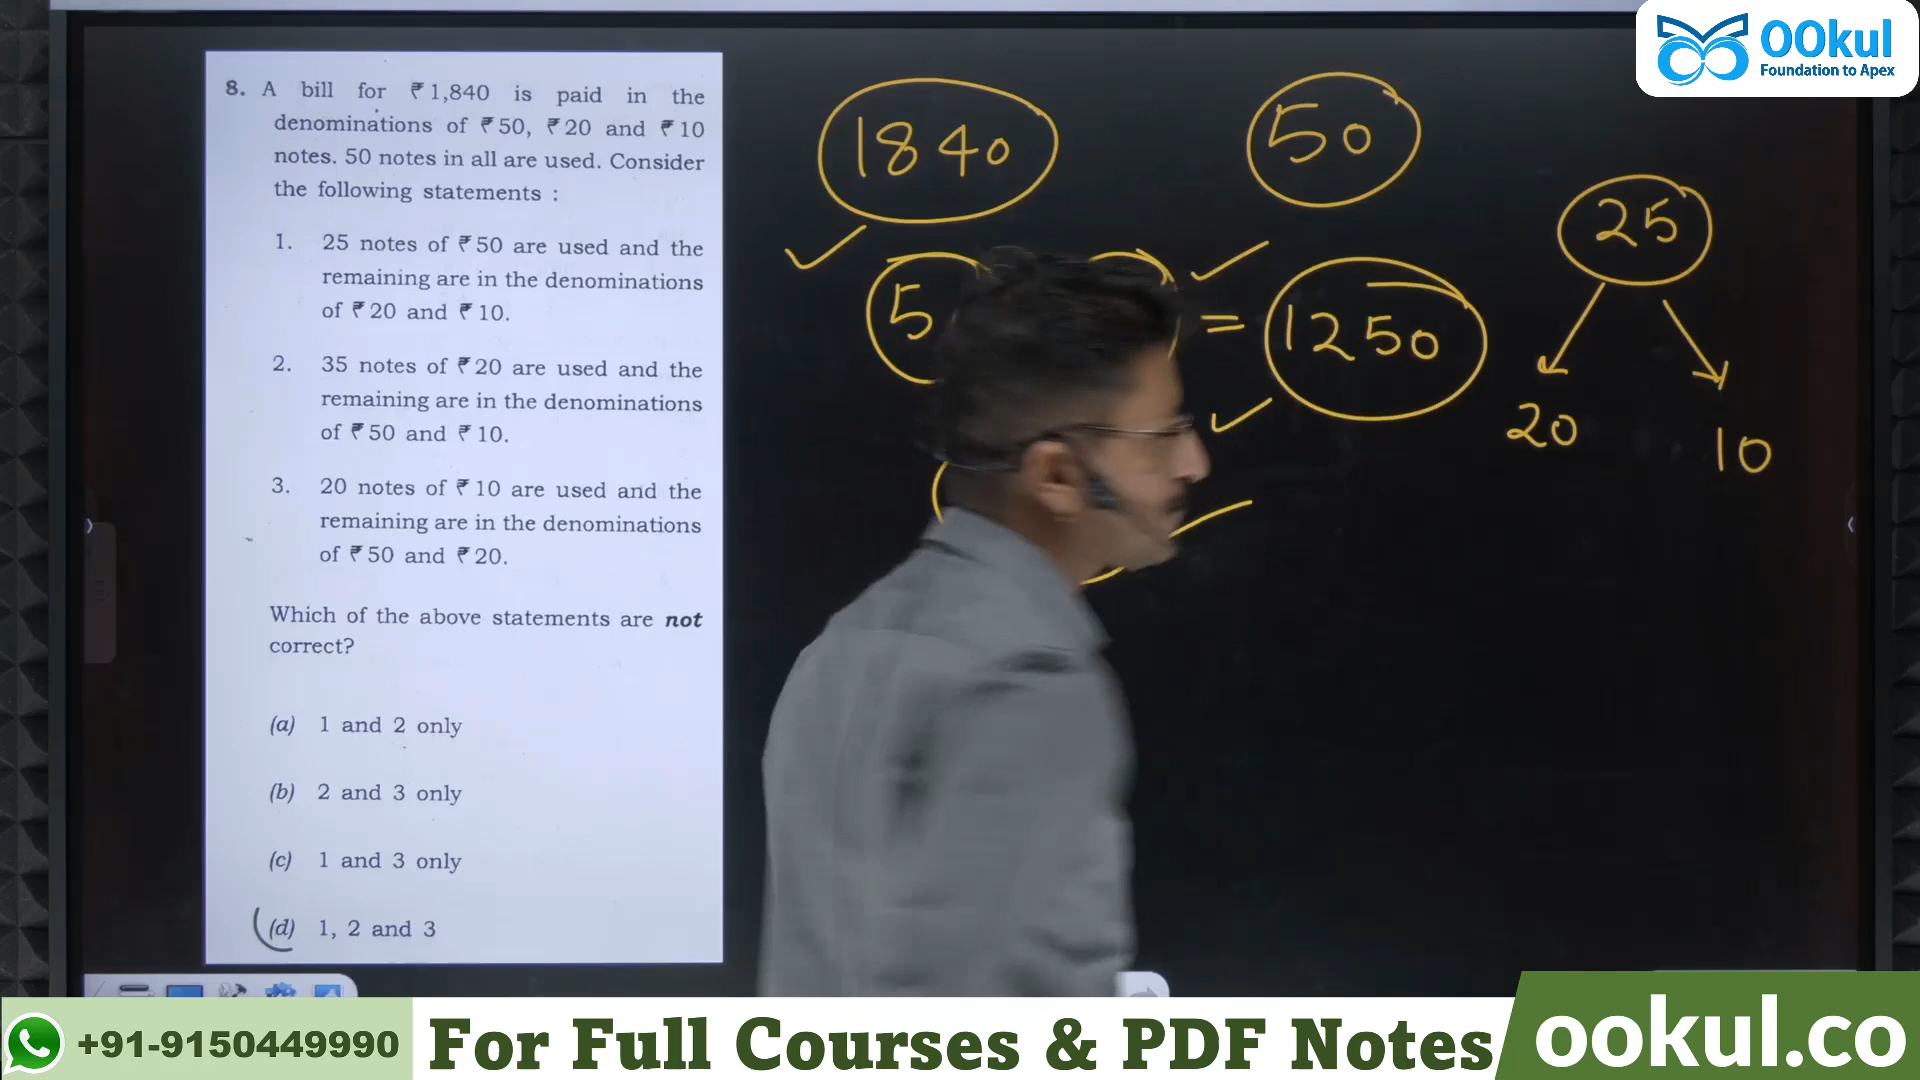 OOkul
Foundation to Apex
8. A bill for ₹1,840 is paid in the
denominations of ₹50, ₹20 and ₹10
notes. 50 notes in all are used. Consider
the following statements :
1. 25 notes of ₹50 are used and the
remaining are in the denominations
of ₹20 and ₹10.
2. 35 notes of ₹20 are used and the
remaining are in the denominations
of ₹50 and ₹10.
3. 20 notes of ₹10 are used and the
remaining are in the denominations
of ₹50 and ₹20.
Which of the above statements are not
correct?
(a) 1 and 2 only
(b) 2 and 3 only
(c) 1 and 3 only
(d) 1, 2 and 3
1840
50
25
5
= 1250
20
10
+91-9150449990
For Full Courses & PDF Notes
ookul.co